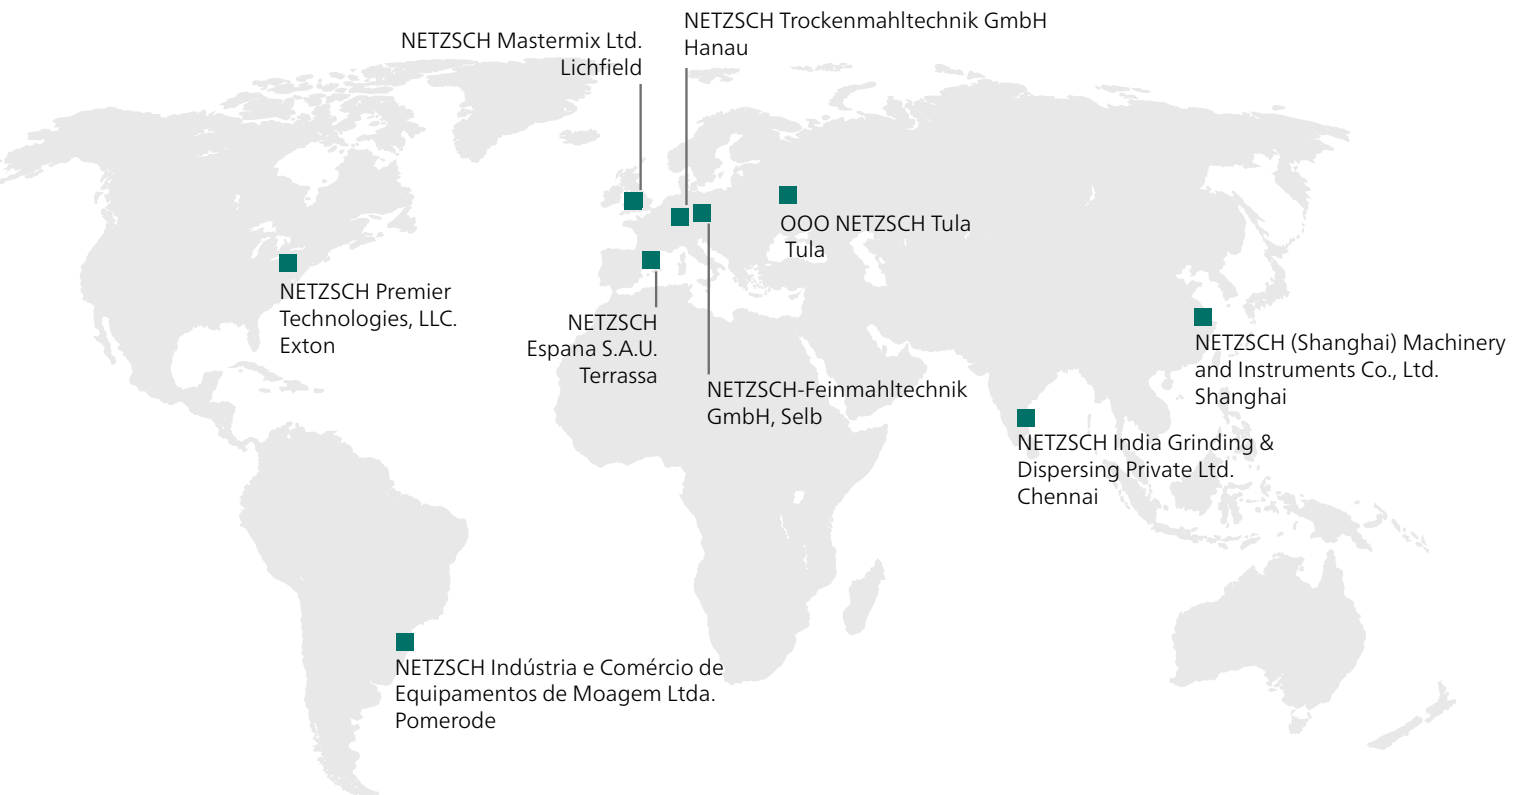 NETZSCH Trockenmahltechnik GmbH
Hanau
NETZSCH Mastermix Ltd.
Lichfield
OOO NETZSCH Tula
Tula
NETZSCH Premier
Technologies, LLC.
Exton
NETZSCH
Espana S.A.U.
Terrassa
NETZSCH-Feinmahltechnik
GmbH, Selb
NETZSCH (Shanghai) Machinery
and Instruments Co., Ltd.
Shanghai
NETZSCH India Grinding &
Dispersing Private Ltd.
Chennai
NETZSCH Indústria e Comércio de
Equipamentos de Moagem Ltda.
Pomerode